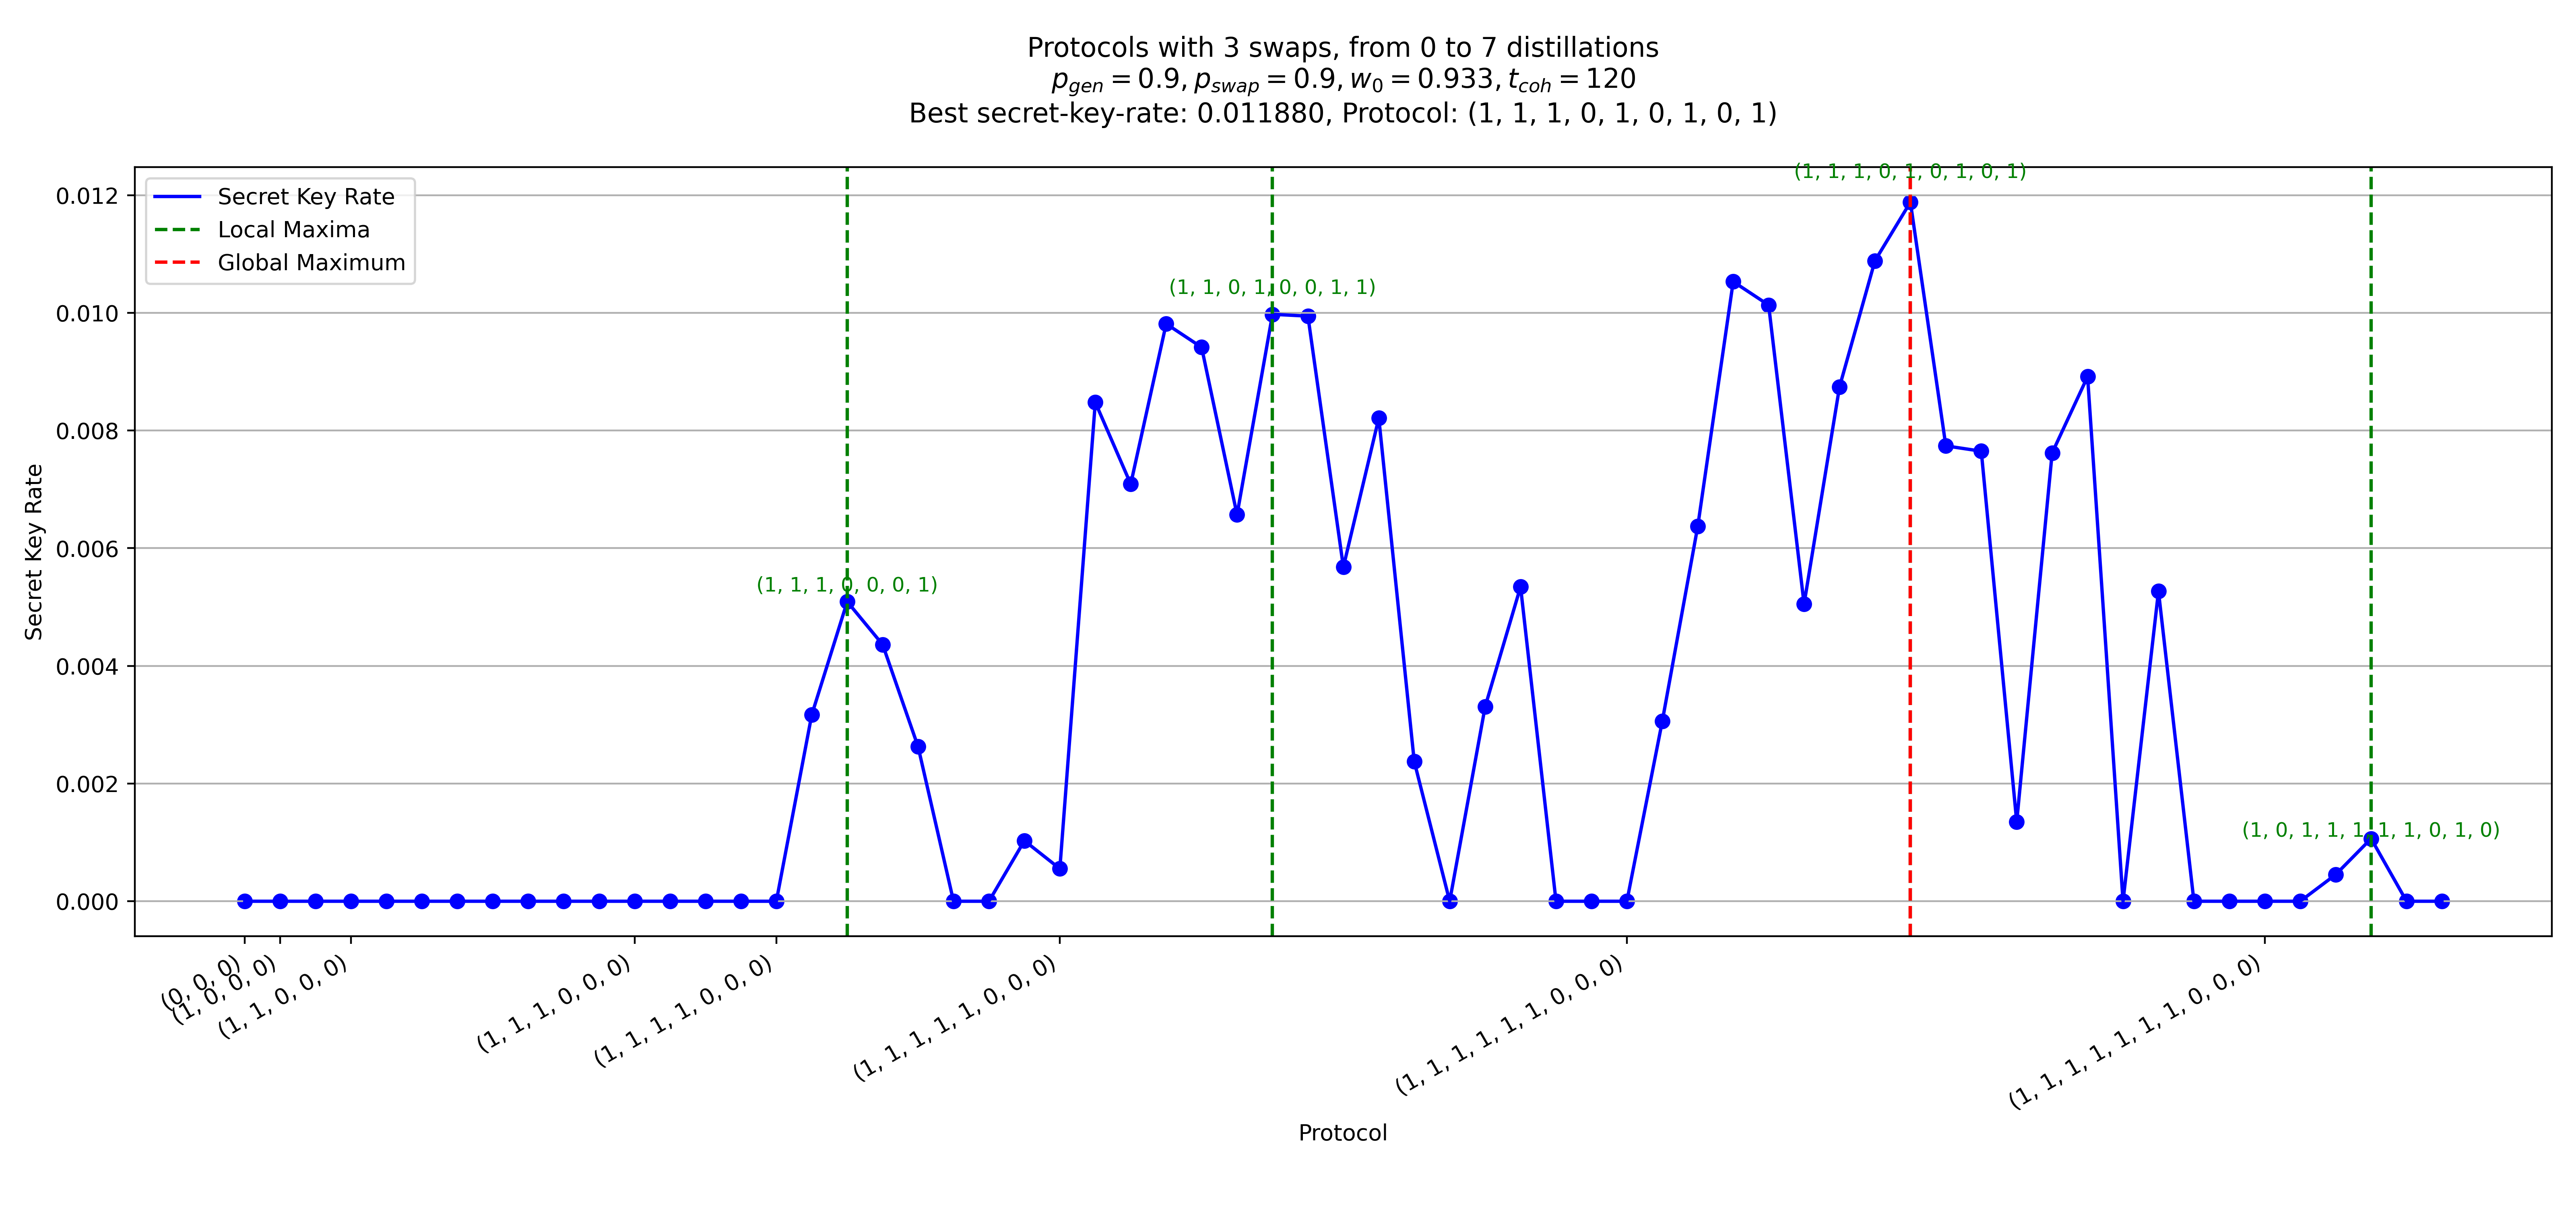 Protocols with 3 swaps, from 0 to 7 distillations
p_gen = 0.9, p_swap = 0.9, w_0 = 0.933, t_coh = 120
Best secret-key-rate: 0.011880, Protocol: (1, 1, 1, 0, 1, 0, 1, 0, 1)
Secret Key Rate
Local Maxima
Global Maximum
(1, 1, 1, 0, 1, 0, 1, 0, 1)
(1, 1, 0, 1, 0, 0, 1, 1)
(1, 1, 1, 0, 0, 0, 1)
(1, 0, 1, 1, 1, 1, 1, 0, 1, 0)
Secret Key Rate
0.012
0.010
0.008
0.006
0.004
0.002
0.000
(0, 0, 0)
(1, 0, 0, 0)
(1, 1, 0, 0, 0)
(1, 1, 1, 0, 0, 0)
(1, 1, 1, 1, 0, 0, 0)
(1, 1, 1, 1, 1, 0, 0, 0)
(1, 1, 1, 1, 1, 1, 0, 0, 0)
(1, 1, 1, 1, 1, 1, 1, 0, 0, 0)
Protocol